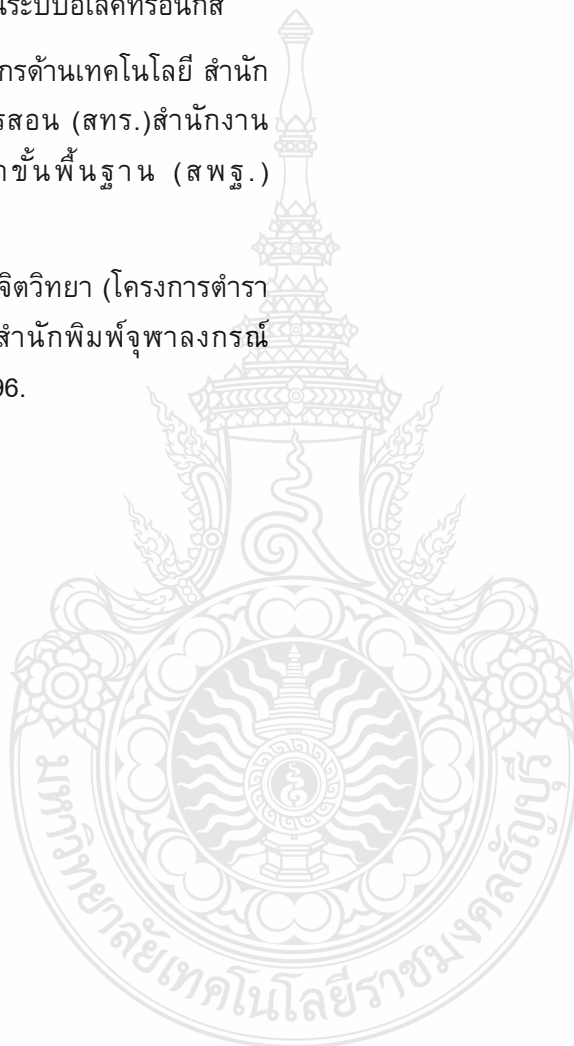 นระบบอิเล็คทรอนิกส์
กรด้านเทคโนโลยี สำนัก
รสอน (สทร.)สำนักงาน
าขั้นพื้นฐาน (สพฐ.)
จิตวิทยา (โครงการตำรา
สำนักพิมพ์จุฬาลงกรณ์
96.
มหาวิทยาลัยเทคโนโลยีราชมงคลธัญบุรี